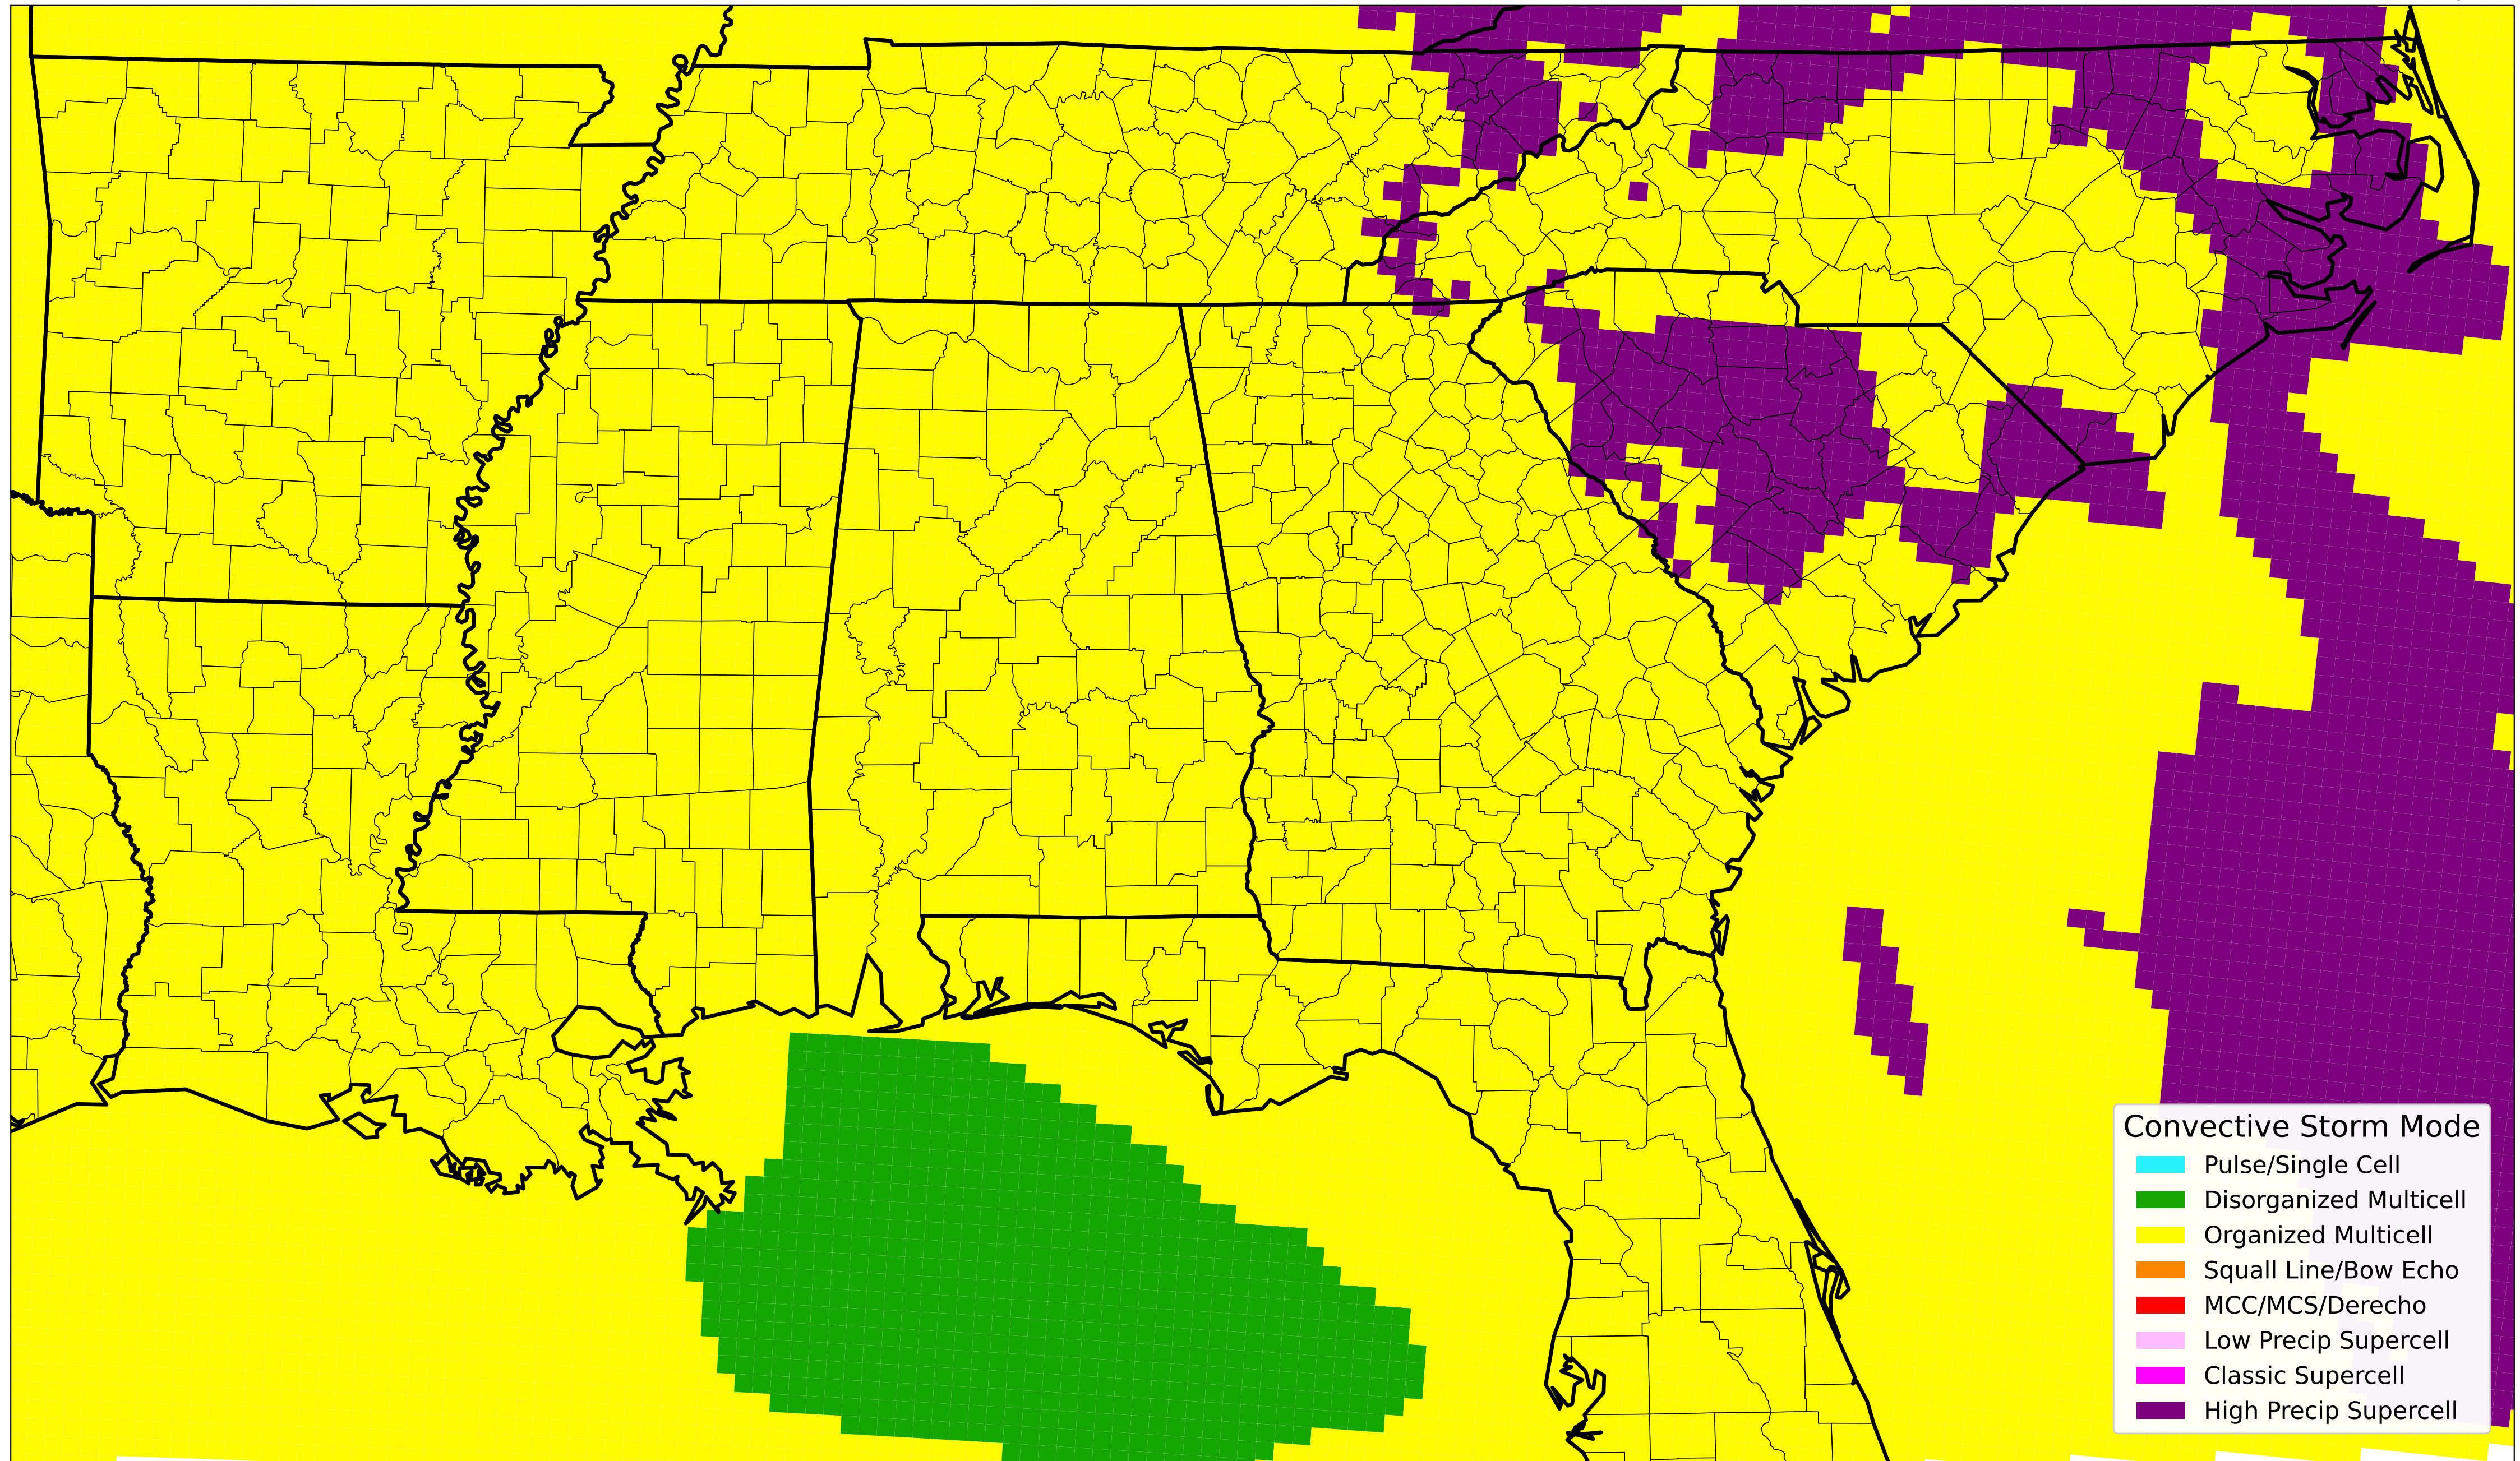 Convective Storm Mode
Pulse/Single Cell
Disorganized Multicell
Organized Multicell
Squall Line/Bow Echo
MCC/MCS/Derecho
Low Precip Supercell
Classic Supercell
High Precip Supercell